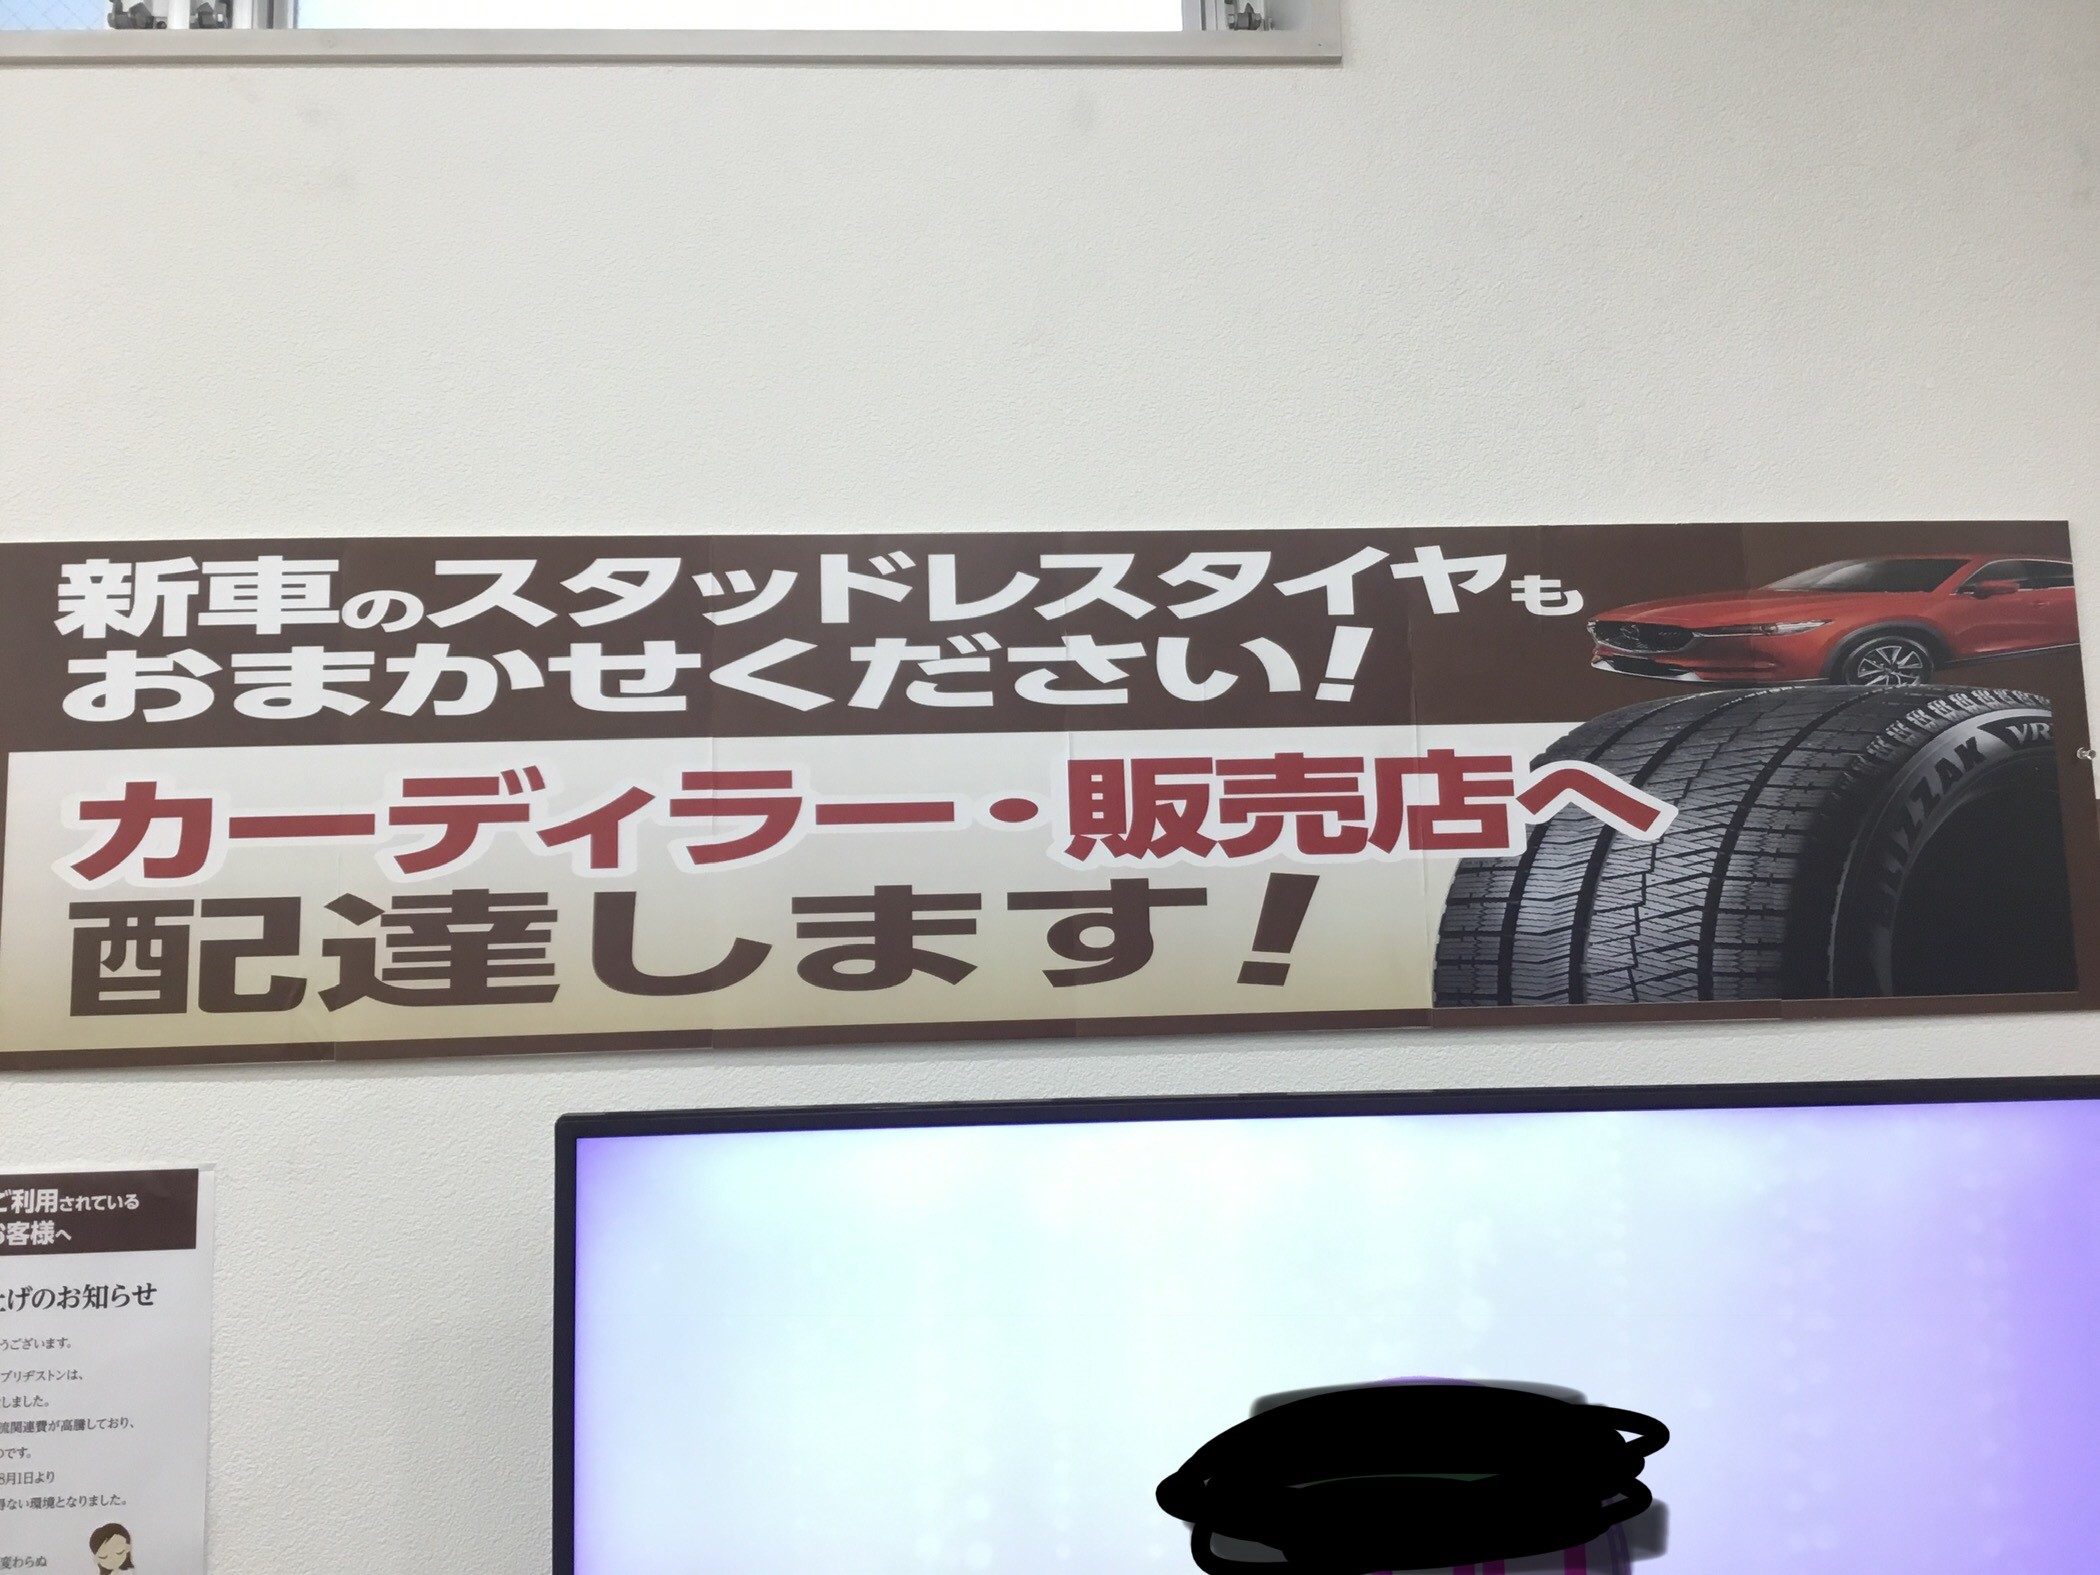 新車のスタッドレスタイヤも
おまかせください!
カーディラー・販売店へ
配達します!
BLIZZAK VR
ご利用されている
お客様へ
上げのお知らせ
うございます。
ブリヂストンは、
しました。
流関連費が高騰しており、
のです。
8月1日より
得ない環境となりました。
変わらぬ